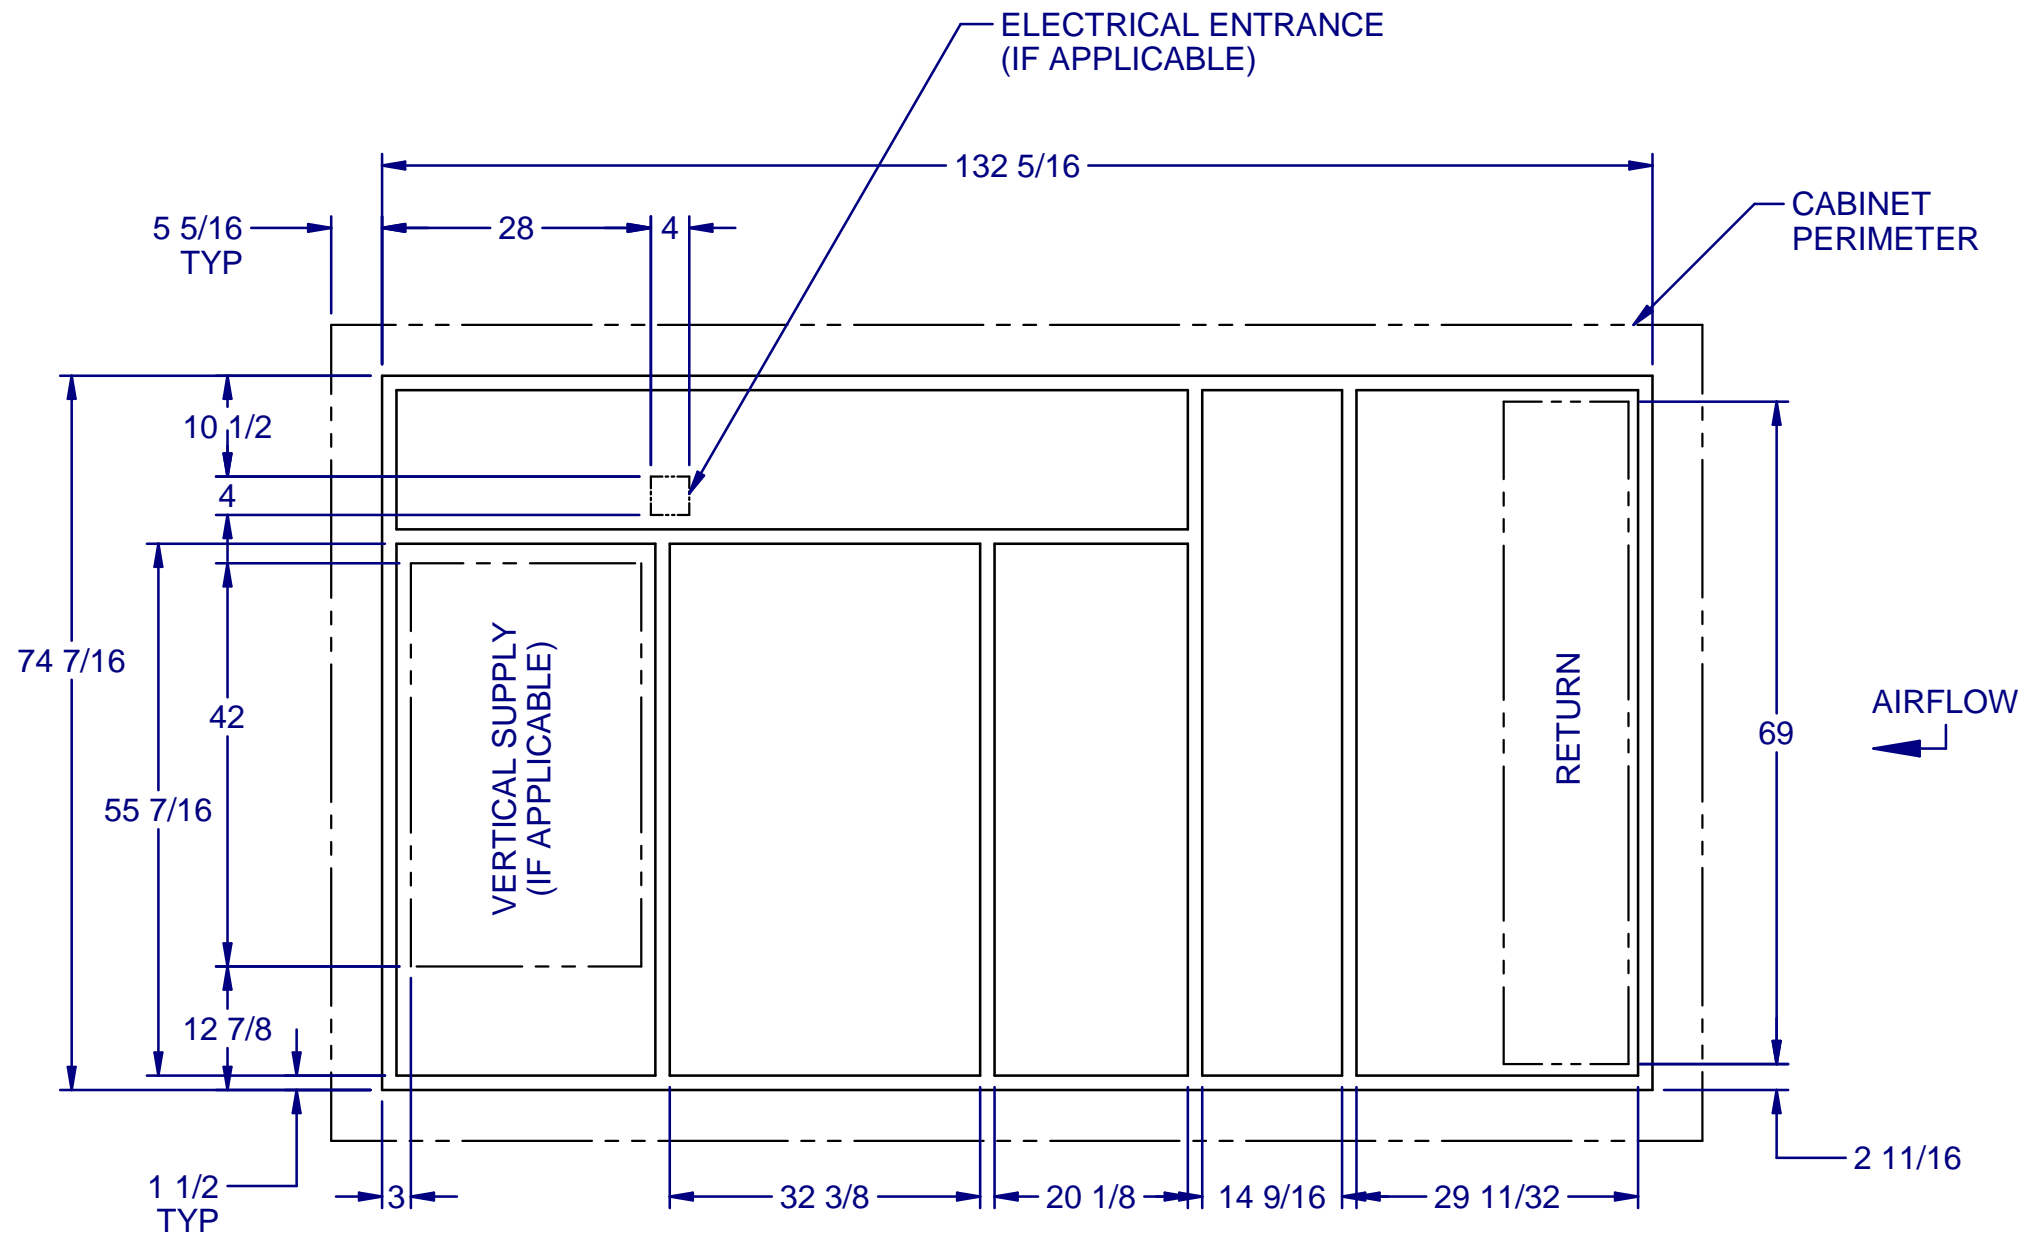 ELECTRICAL ENTRANCE
(IF APPLICABLE)
132 5/16
CABINET
PERIMETER
5 5/16
TYP
28
4
10 1/2
4
74 7/16
42
55 7/16
12 7/8
VERTICAL SUPPLY
(IF APPLICABLE)
RETURN
69
AIRFLOW
2 11/16
1 1/2
TYP
3
32 3/8
20 1/8
14 9/16
29 11/32